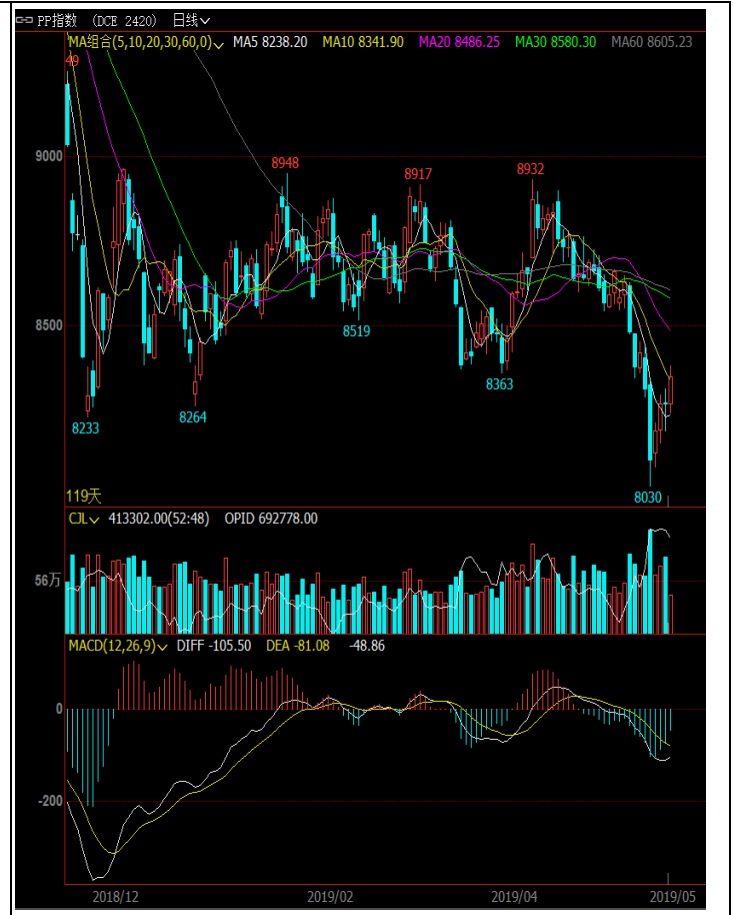 PP指数 (DCE 2420) 日线
MA组合(5,10,20,30,60,0) MA5 8238.20 MA10 8341.90 MA20 8486.25 MA30 8580.30 MA60 8605.23
49
9000
8948
8917
8932
8500
8519
8363
8264
8233
8030
119天
CJL 413302.00(52:48) OPID 692778.00
56万
MACD(12,26,9) DIFF -105.50 DEA -81.08 -48.86
0
-200
2018/12 2019/02 2019/04 2019/05